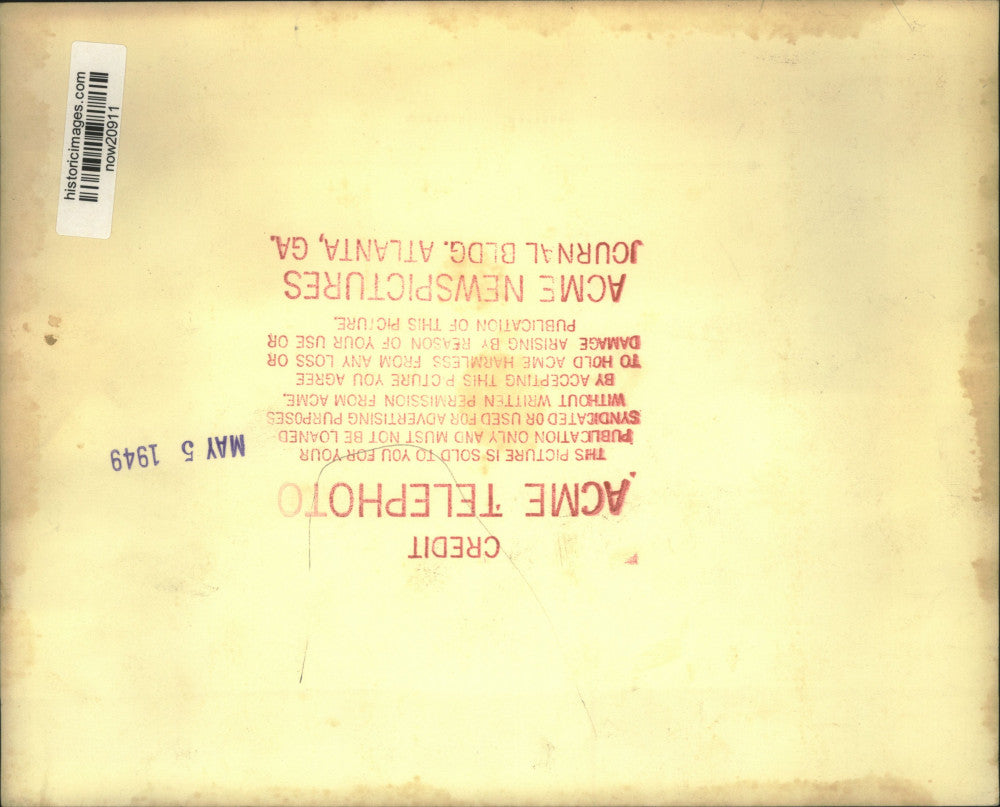 historicimages.com
now20911
CREDIT
ACME TELEPHOTO
THIS PICTURE IS SOLD TO YOU FOR YOUR
PUBLICATION ONLY AND MUST NOT BE LOANED
SYNDICATED OR USED FOR ADVERTISING PURPOSES
WITHOUT WRITTEN PERMISSION FROM ACME.
BY ACCEPTING THIS PICTURE YOU AGREE
TO HOLD ACME HARMLESS FROM ANY LOSS OR
DAMAGE ARISING BY REASON OF YOUR USE OR
PUBLICATION OF THIS PICTURE.
ACME NEWSPICTURES
JOURNAL BLDG. ATLANTA, GA.
MAY 5 1949